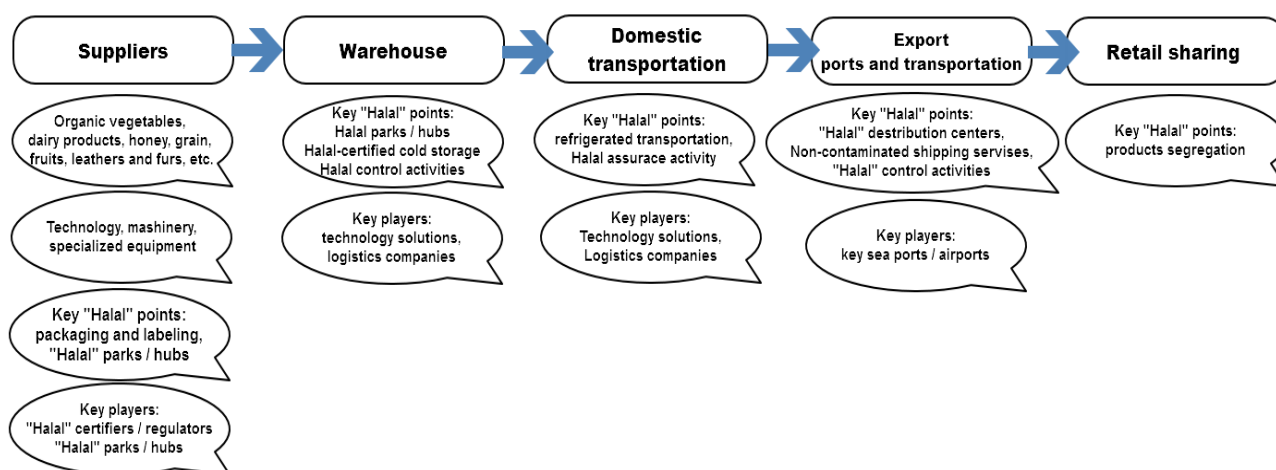 Suppliers
Warehouse
Domestic
transportation
Export
ports and transportation
Retail sharing
Organic vegetables,
dairy products, honey, grain,
fruits, leathers and furs, etc.
Technology, mashinery,
specialized equipment
Key "Halal" points:
packaging and labeling,
"Halal" parks / hubs
Key players:
"Halal" certifiers / regulators
"Halal" parks / hubs
Key "Halal" points:
Halal parks / hubs
Halal-certified cold storage
Halal control activities
Key players:
technology solutions,
logistics companies
Key "Halal" points:
refrigerated transportation,
Halal assurace activity
Key players:
Technology solutions,
Logistics companies
Key "Halal" points:
"Halal" destribution centers,
Non-contaminated shipping servises,
"Halal" control activities
Key players:
key sea ports / airports
Key "Halal" points:
products segregation